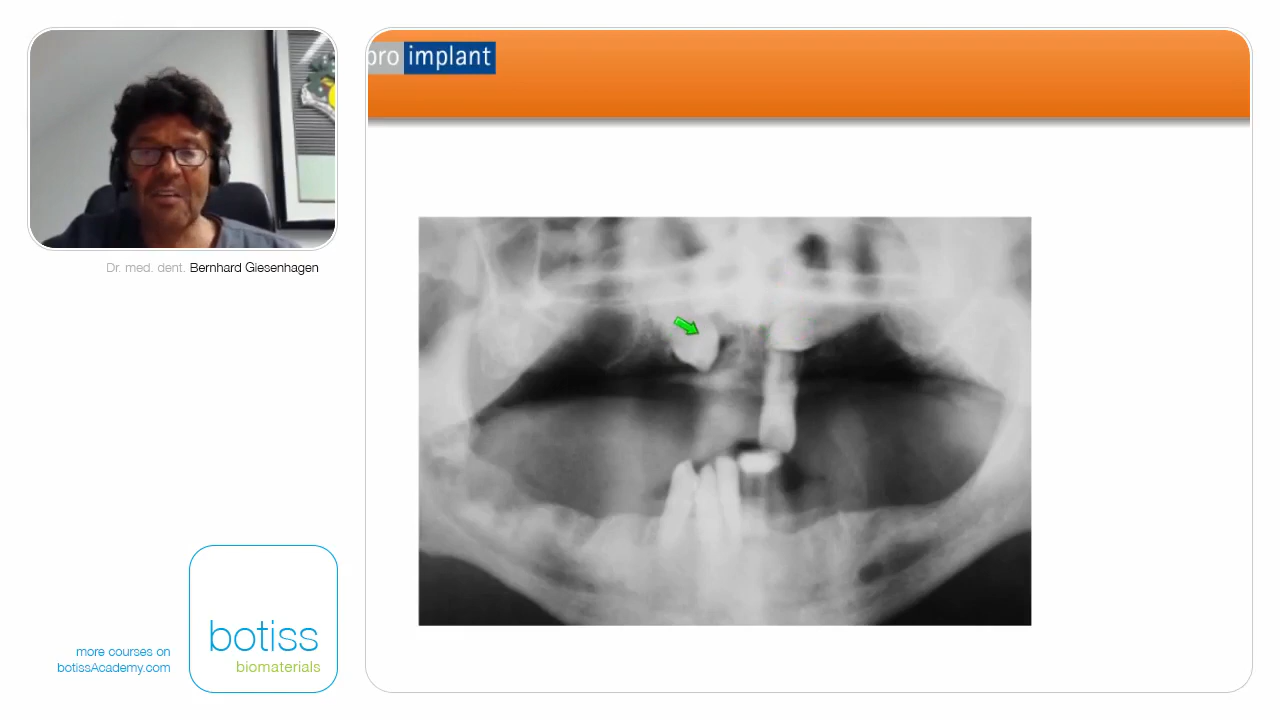 pro implant
Dr. med. dent. Bernhard Giesenhagen
botiss
biomaterials
more courses on
botissAcademy.com